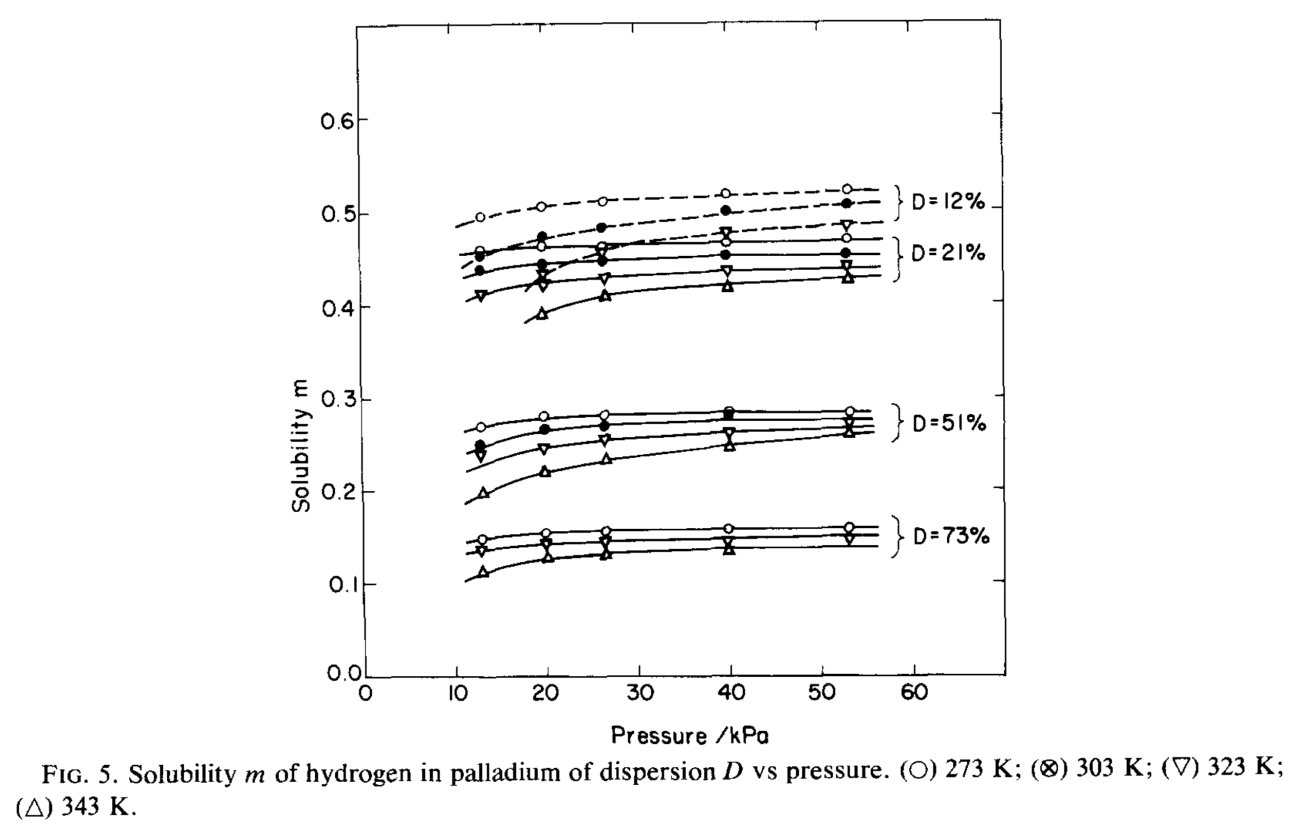 0.6
0.5
0.4
0.3
0.2
0.1
0.0
Solubility m
D=12%
D=21%
D=51%
D=73%
0 10 20 30 40 50 60
Pressure /kPa
FIG. 5. Solubility m of hydrogen in palladium of dispersion D vs pressure. (○) 273 K; (⊗) 303 K; (▽) 323 K;
(△) 343 K.